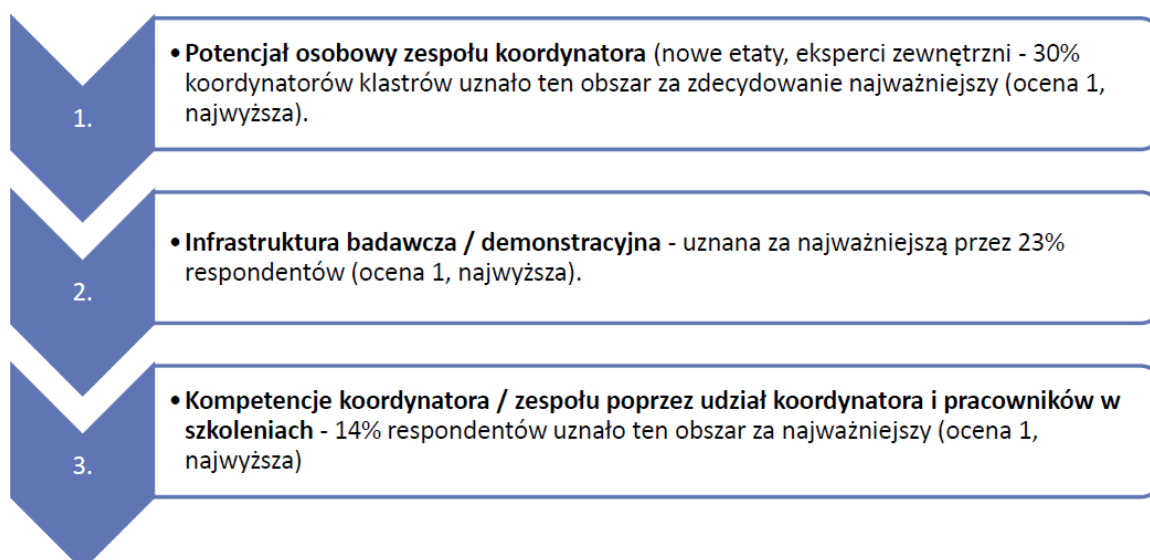 1.
• Potencjał osobowy zespołu koordynatora (nowe etaty, eksperci zewnętrzni - 30%
koordynatorów klastrów uznało ten obszar za zdecydowanie najważniejszy (ocena 1,
najwyższa).
2.
• Infrastruktura badawcza / demonstracyjna - uznana za najważniejszą przez 23%
respondentów (ocena 1, najwyższa).
3.
• Kompetencje koordynatora / zespołu poprzez udział koordynatora i pracowników w
szkoleniach - 14% respondentów uznało ten obszar za najważniejszy (ocena 1,
najwyższa)